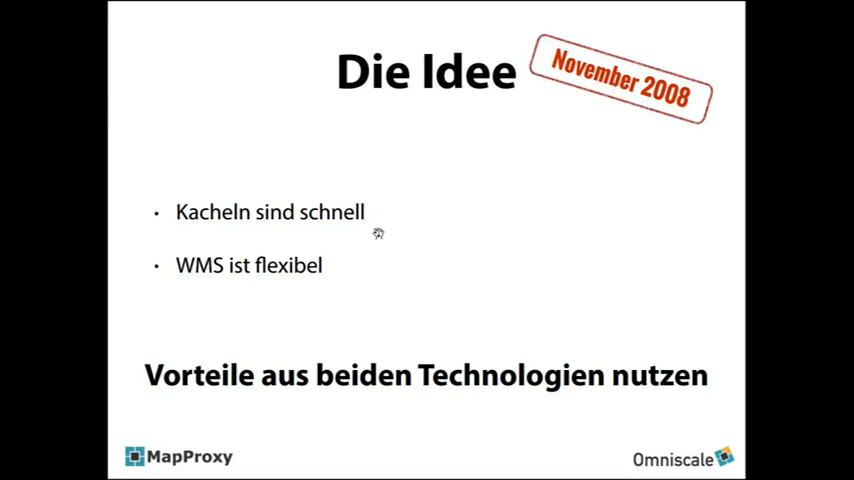 Die Idee
November 2008
• Kacheln sind schnell
• WMS ist flexibel
Vorteile aus beiden Technologien nutzen
MapProxy
Omniscale